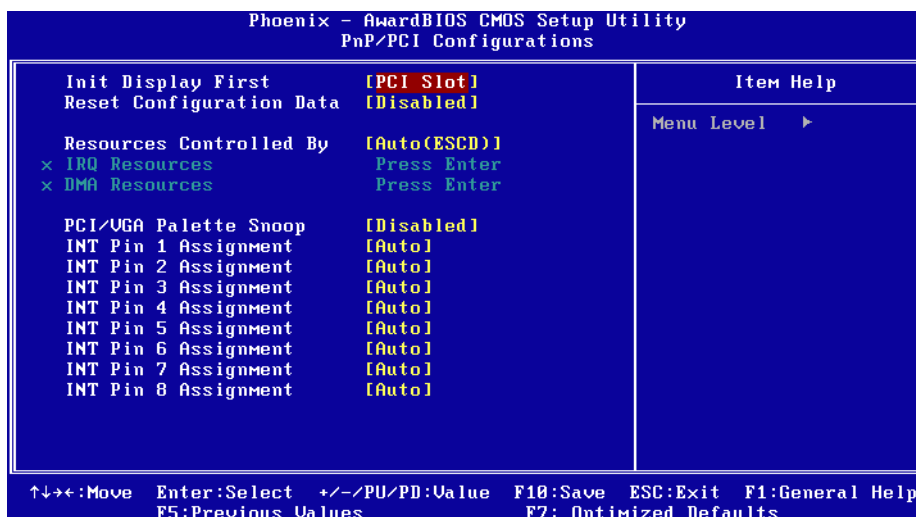 Phoenix - AwardBIOS CMOS Setup Utility
PnP/PCI Configurations
Init Display First [PCI Slot]
Reset Configuration Data [Disabled]
Resources Controlled By [Auto(ESCD)]
x IRQ Resources Press Enter
x DMA Resources Press Enter
PCI/VGA Palette Snoop [Disabled]
INT Pin 1 Assignment [Auto]
INT Pin 2 Assignment [Auto]
INT Pin 3 Assignment [Auto]
INT Pin 4 Assignment [Auto]
INT Pin 5 Assignment [Auto]
INT Pin 6 Assignment [Auto]
INT Pin 7 Assignment [Auto]
INT Pin 8 Assignment [Auto]
Item Help
Menu Level ►
↑↓→←:Move Enter:Select +/-/PU/PD:Value F10:Save ESC:Exit F1:General Help
F5:Previous Values F7: Optimized Defaults